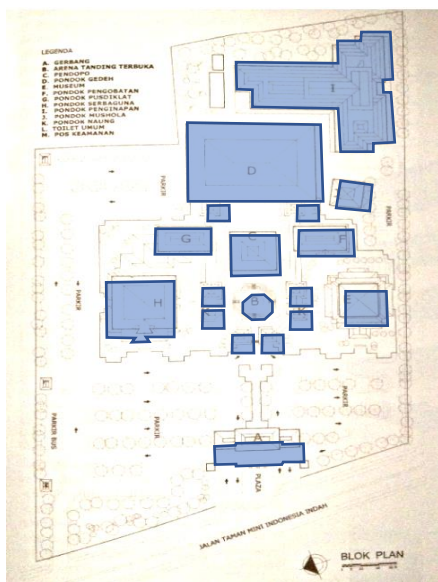 LEGENDA
A. GERBANG
B. ARENA TANDING TERBUKA
C. PENDOPO
D. PONDOK GEDEH
E. MUSEUM
F. PONDOK PENGOBATAN
G. PONDOK PUSDIKLAT
H. PONDOK SERBAGUNA
I. PONDOK PENGINAPAN
J. PONDOK MUSHOLA
K. PONDOK NAUNG
L. TOILET UMUM
M. POS KEAMANAN
I
D
PARKIR
PARKIR
G
C
F
H
B
E
PARKIR
PARKIR
PARKIR
PARKIR BUS
A
PLAZA
JALAN TAMAN MINI INDONESIA INDAH
BLOK PLAN